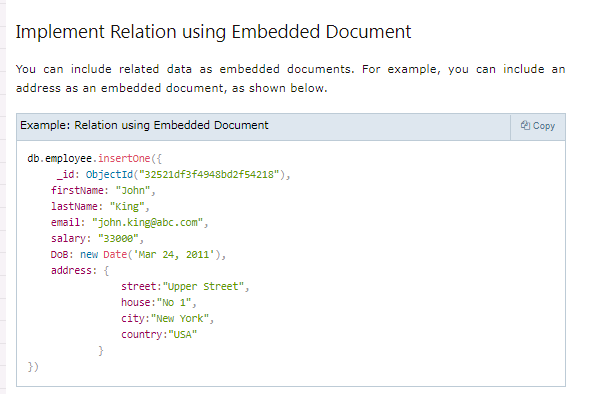 Implement Relation using Embedded Document
You can include related data as embedded documents. For example, you can include an
address as an embedded document, as shown below.
Example: Relation using Embedded Document
Copy
db.employee.insertOne({
    _id: ObjectId("32521df3f4948bd2f54218"),
    firstName: "John",
    lastName: "King",
    email: "john.king@abc.com",
    salary: "33000",
    DoB: new Date('Mar 24, 2011'),
    address: {
                street:"Upper Street",
                house:"No 1",
                city:"New York",
                country:"USA"
            }
})